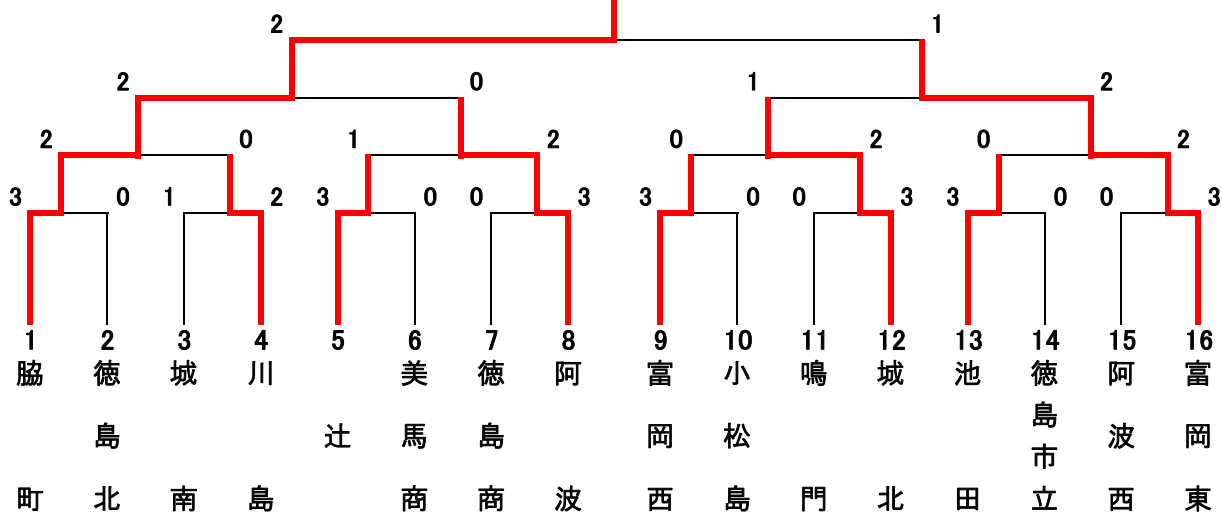 2 1
2 0 1 2
2 0 1 2 0 2 0 2
3 0 1 2 3 0 0 3 3 0 0 3 3 0 0 3
1 2 3 4 5 6 7 8 9 10 11 12 13 14 15 16
脇町
徳島北
城南
川島
辻
美馬商
徳島商
阿波
富岡西
小松島
鳴門
城北
池田
徳島市立
阿波西
富岡東